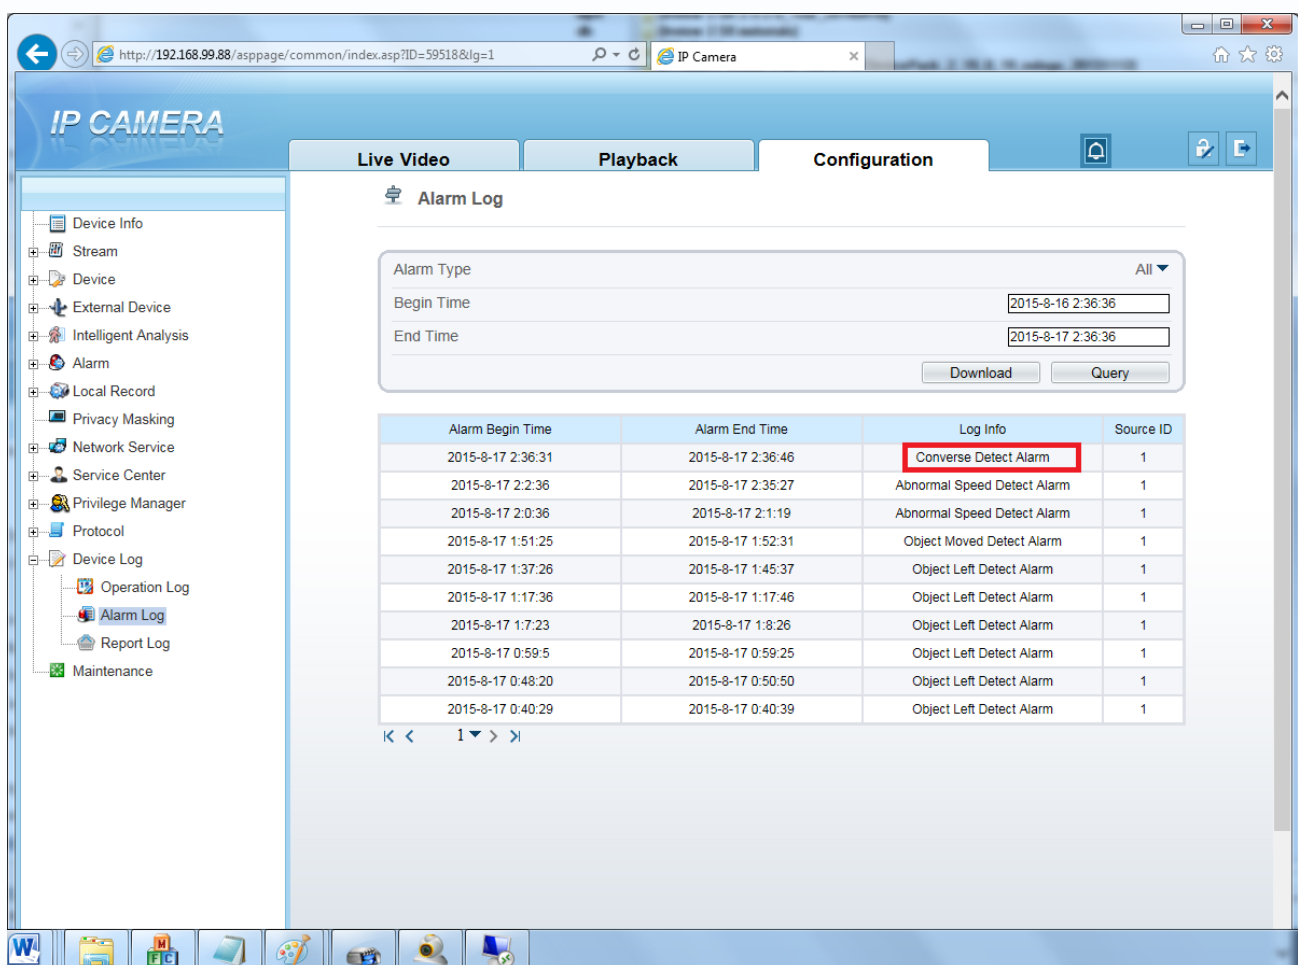 http://192.168.99.88/asppage/common/index.asp?ID=59518&lg=1
IP Camera
IP CAMERA
Live Video
Playback
Configuration
Alarm Log
Device Info
Stream
Device
External Device
Intelligent Analysis
Alarm
Local Record
Privacy Masking
Network Service
Service Center
Privilege Manager
Protocol
Device Log
Operation Log
Alarm Log
Report Log
Maintenance
Alarm Type All
Begin Time 2015-8-16 2:36:36
End Time 2015-8-17 2:36:36
Download Query
Alarm Begin Time Alarm End Time Log Info Source ID
2015-8-17 2:36:31 2015-8-17 2:36:46 Converse Detect Alarm 1
2015-8-17 2:2:36 2015-8-17 2:35:27 Abnormal Speed Detect Alarm 1
2015-8-17 2:0:36 2015-8-17 2:1:19 Abnormal Speed Detect Alarm 1
2015-8-17 1:51:25 2015-8-17 1:52:31 Object Moved Detect Alarm 1
2015-8-17 1:37:26 2015-8-17 1:45:37 Object Left Detect Alarm 1
2015-8-17 1:17:36 2015-8-17 1:17:46 Object Left Detect Alarm 1
2015-8-17 1:7:23 2015-8-17 1:8:26 Object Left Detect Alarm 1
2015-8-17 0:59:5 2015-8-17 0:59:25 Object Left Detect Alarm 1
2015-8-17 0:48:20 2015-8-17 0:50:50 Object Left Detect Alarm 1
2015-8-17 0:40:29 2015-8-17 0:40:39 Object Left Detect Alarm 1
1
W
M
F C